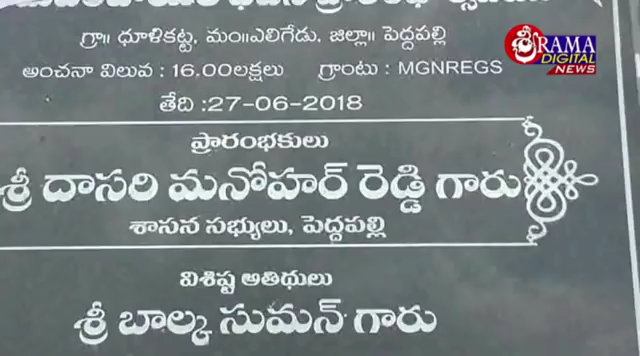 గ్రా॥ ధూళికట్ట, మం॥ఎలిగేడు, జిల్లా॥ పెద్దపల్లి
అంచనా విలువ : 16.00లక్షలు గ్రాంటు : MGNREGS
తేది :27-06-2018
ప్రారంభకులు
శ్రీ దాసరి మనోహర్ రెడ్డి గారు
శాసన సభ్యులు, పెద్దపల్లి
విశిష్ట అతిథులు
శ్రీ బాల్క సుమన్ గారు
SRAMA
DIGITAL
NEWS